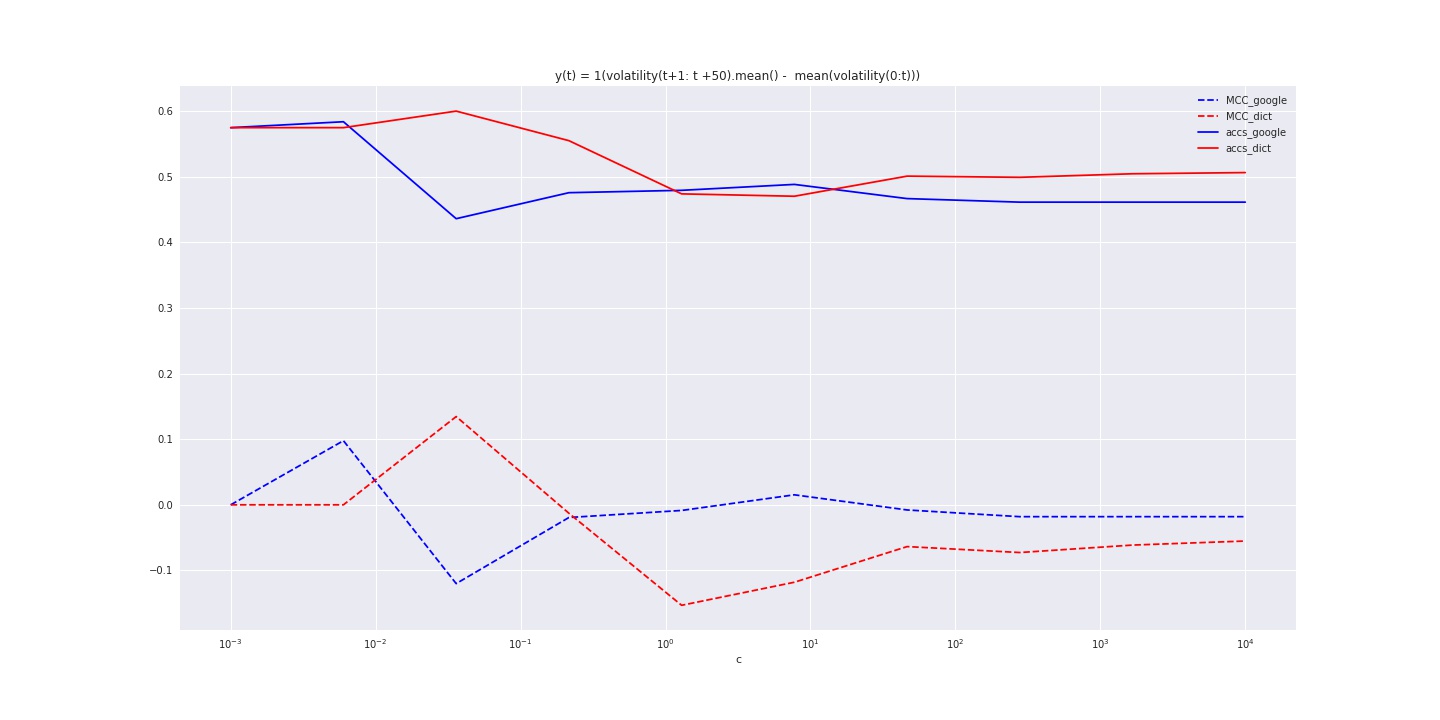 y(t) = 1(volatility(t+1: t +50).mean() -  mean(volatility(0:t)))
MCC_google
MCC_dict
accs_google
accs_dict
0.6
0.5
0.4
0.3
0.2
0.1
0.0
−0.1
10⁻³ 10⁻² 10⁻¹ 10⁰ 10¹ 10² 10³ 10⁴
c